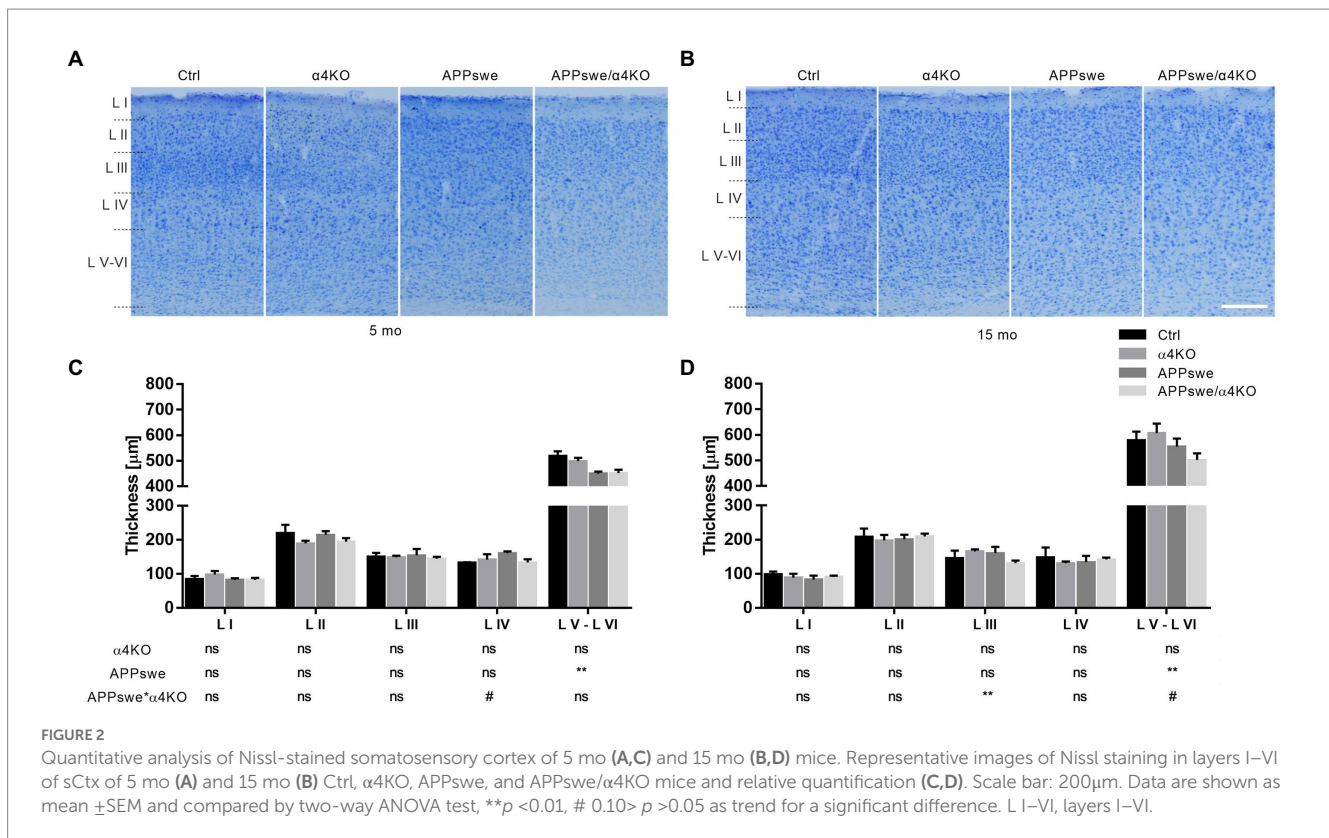 A
B
Ctrl α4KO APPswe APPswe/α4KO
Ctrl α4KO APPswe APPswe/α4KO
L I
L II
L III
L IV
L V-VI
L I
L II
L III
L IV
L V-VI
5 mo
15 mo
Ctrl
α4KO
APPswe
APPswe/α4KO
C
Thickness [µm]
800
700
600
500
400
300
200
100
0
L I L II L III L IV L V - L VI
α4KO ns ns ns ns ns
APPswe ns ns ns ns **
APPswe*α4KO ns ns ns # ns
D
Thickness [µm]
800
700
600
500
400
300
200
100
0
L I L II L III L IV L V - L VI
ns ns ns ns ns
ns ns ns ns **
ns ns ** ns #
FIGURE 2
Quantitative analysis of Nissl-stained somatosensory cortex of 5 mo (A,C) and 15 mo (B,D) mice. Representative images of Nissl staining in layers I–VI
of sCtx of 5 mo (A) and 15 mo (B) Ctrl, α4KO, APPswe, and APPswe/α4KO mice and relative quantification (C,D). Scale bar: 200µm. Data are shown as
mean ±SEM and compared by two-way ANOVA test, **p <0.01, # 0.10> p >0.05 as trend for a significant difference. L I–VI, layers I–VI.